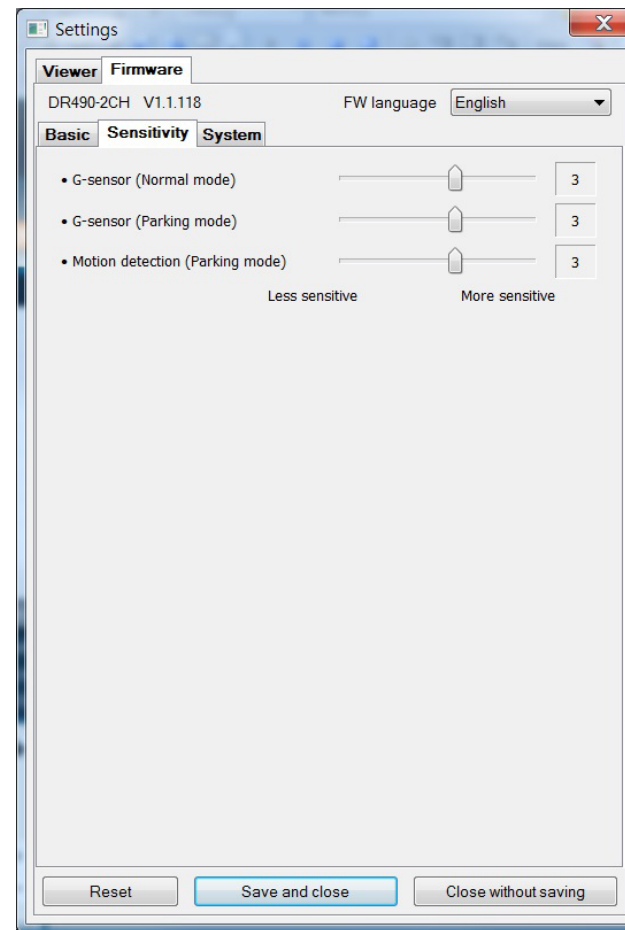 Settings
X
Viewer Firmware
DR490-2CH V1.1.118 FW language English
Basic Sensitivity System
• G-sensor (Normal mode) 3
• G-sensor (Parking mode) 3
• Motion detection (Parking mode) 3
Less sensitive More sensitive
Reset Save and close Close without saving